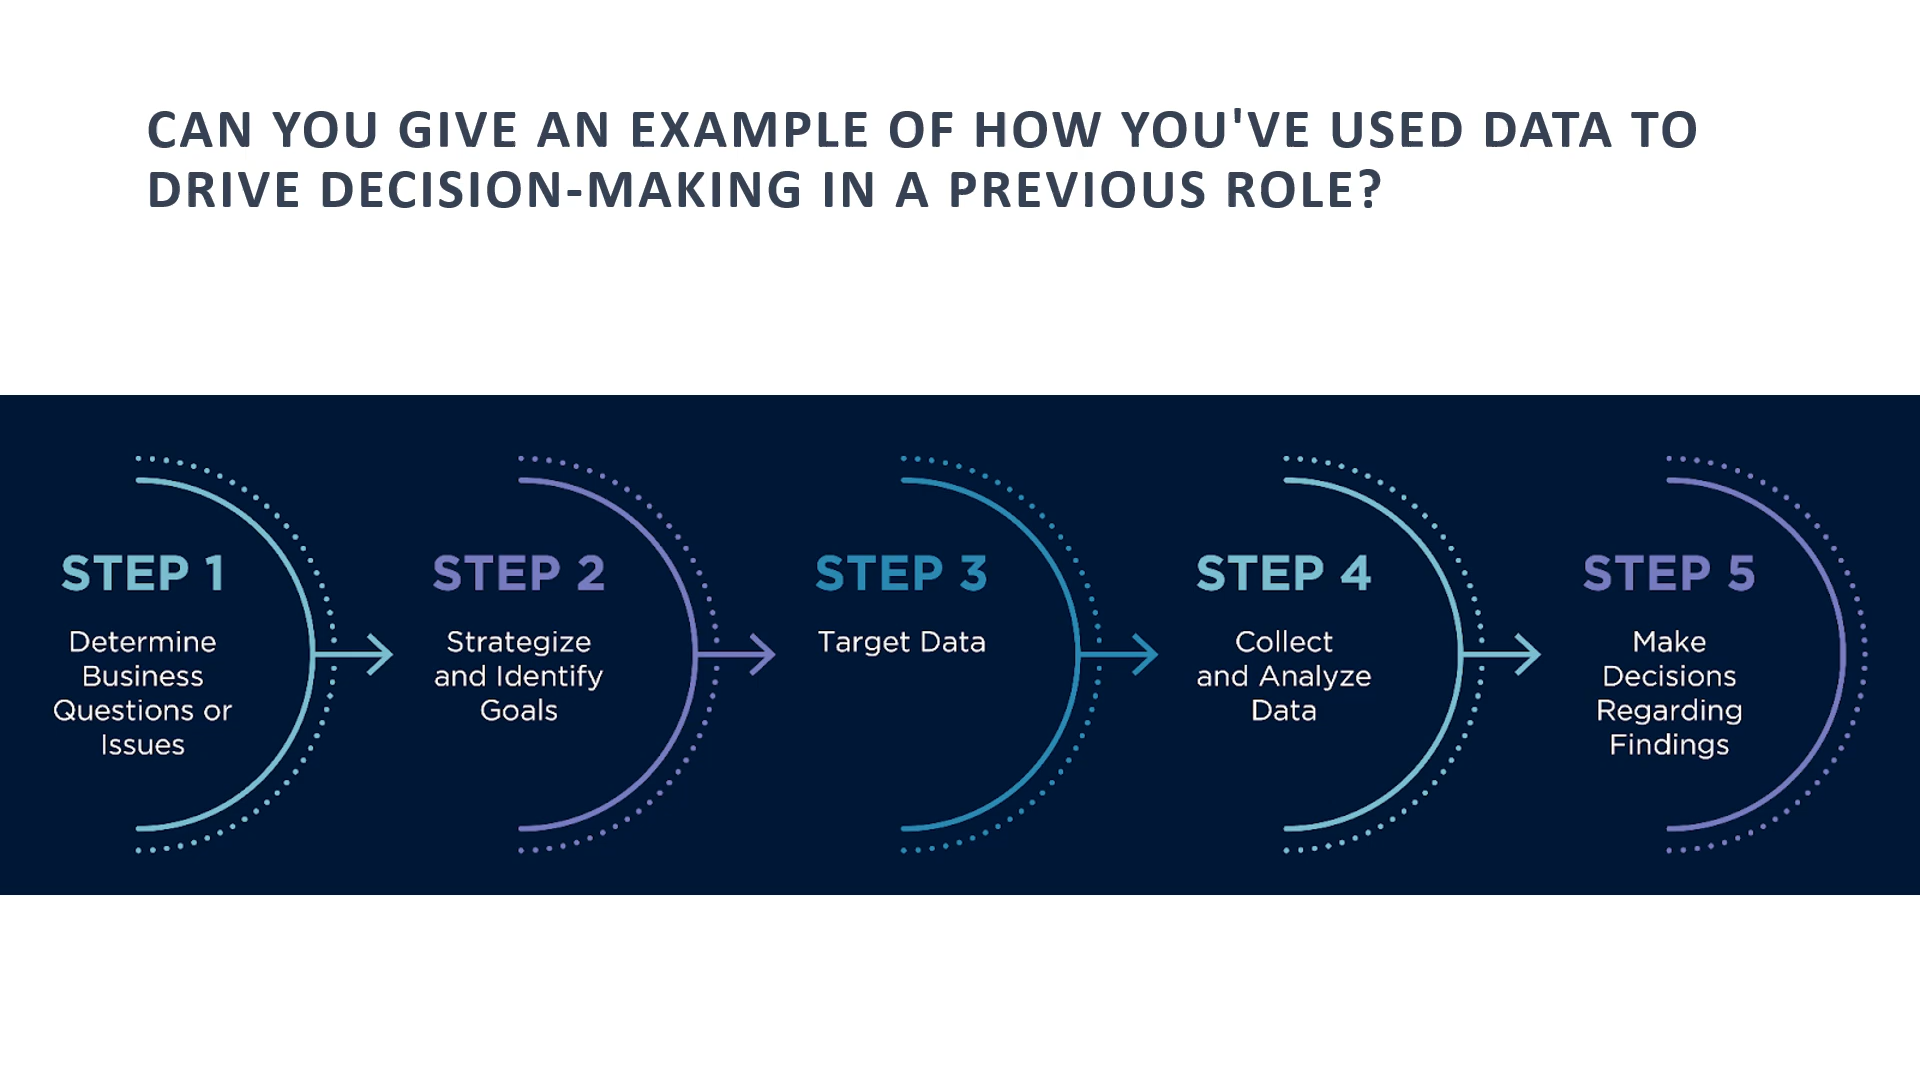 CAN YOU GIVE AN EXAMPLE OF HOW YOU'VE USED DATA TO
DRIVE DECISION-MAKING IN A PREVIOUS ROLE?
STEP 1
Determine
Business
Questions or
Issues
STEP 2
Strategize
and Identify
Goals
STEP 3
Target Data
STEP 4
Collect
and Analyze
Data
STEP 5
Make
Decisions
Regarding
Findings